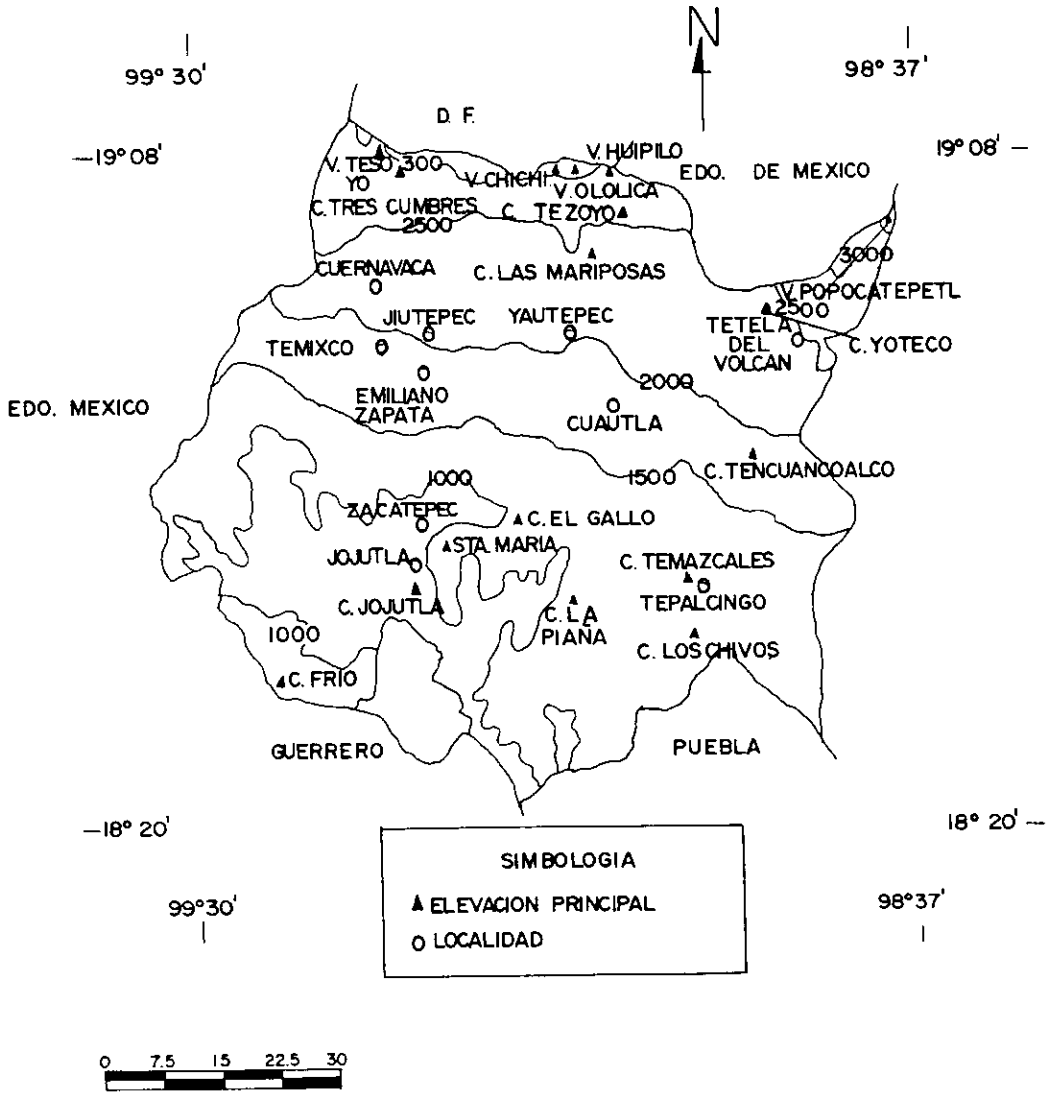 N
99° 30'
98° 37'
D. F.
—19° 08'
19° 08' —
V. HUIPILO
V. TESO 300
YO
V. CHICHI
EDO. DE MEXICO
V. OLOLICA
C. TRES CUMBRES
C. TEZOYO
2500
3000
CUERNAVACA
C. LAS MARIPOSAS
V. POPOCATEPETL
2500
JIUTEPEC
YAUTEPEC
TETELA
DEL
VOLCAN
C. YOTECO
TEMIXCO
2000
EMILIANO
ZAPATA
EDO. MEXICO
CUAUTLA
C. TENCUANCOALCO
1000
1500
ZACATEPEC
C. EL GALLO
STA. MARIA
JOJUTLA
C. TEMAZCALES
C. JOJUTLA
TEPALCINGO
C. LA
PIAÑA
1000
C. LOS CHIVOS
C. FRIO
GUERRERO
PUEBLA
—18° 20'
18° 20' —
SIMBOLOGIA
ELEVACION PRINCIPAL
LOCALIDAD
99° 30'
98° 37'
0 7.5 15 22.5 30